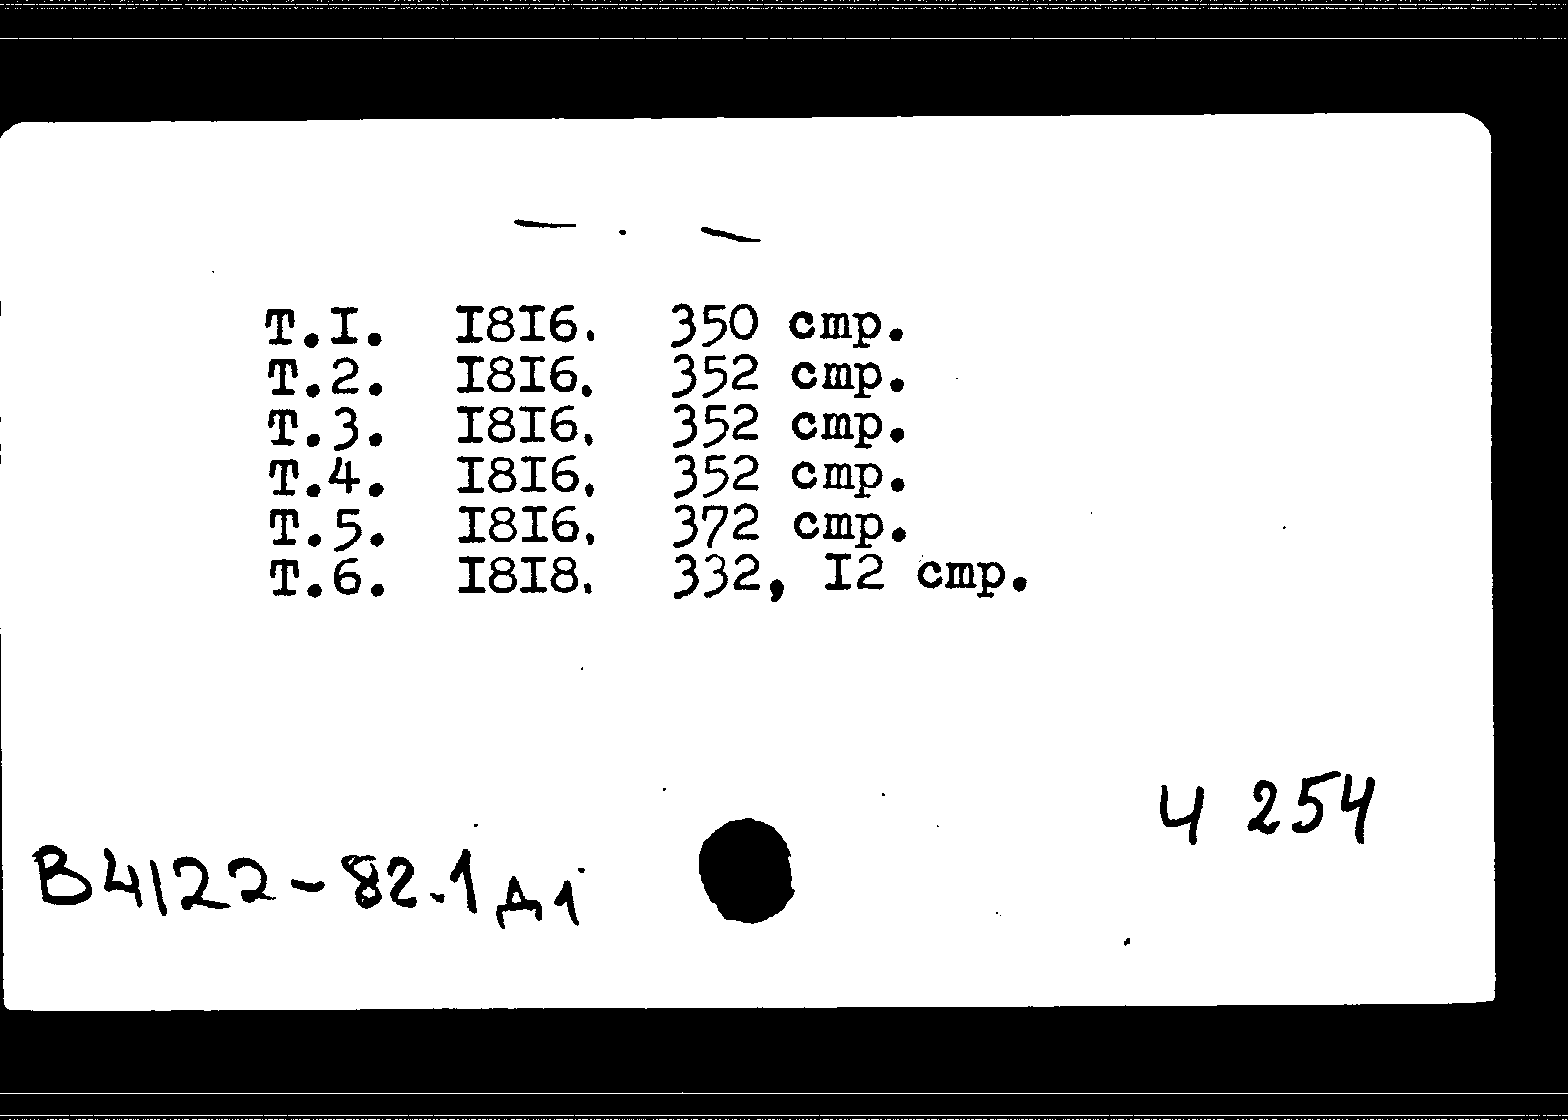 Т.I. I8I6. 350 стр.
Т.2. I8I6. 352 стр.
Т.3. I8I6. 352 стр.
Т.4. I8I6. 352 стр.
Т.5. I8I6. 372 стр.
Т.6. I8I8. 332, I2 стр.
Ч 254
В4122-82.1д1